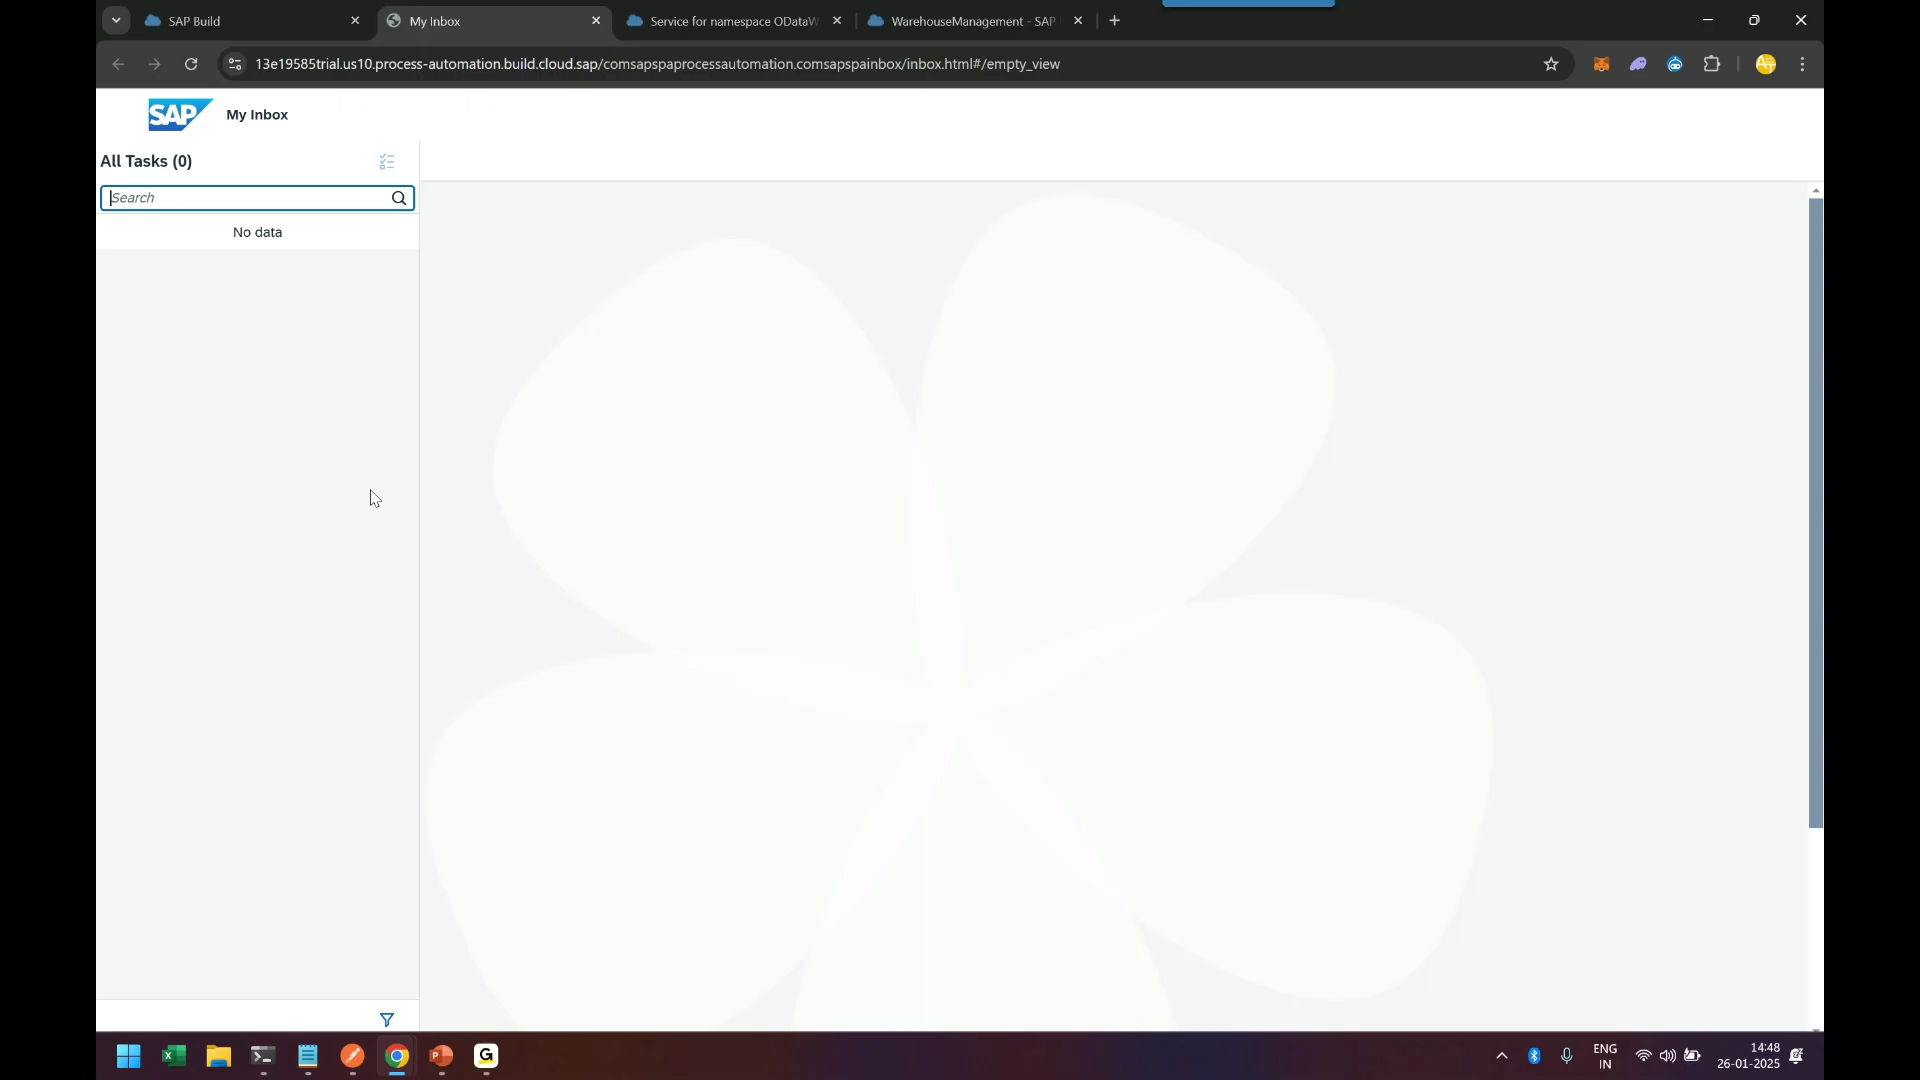 SAP Build
My Inbox
Service for namespace ODataW
WarehouseManagement - SAP
13e19585trial.us10.process-automation.build.cloud.sap/comsapspaprocessautomation.comsapspainbox/inbox.html#/empty_view
SAP My Inbox
All Tasks (0)
Search
No data
ENG
IN
14:48
26-01-2025